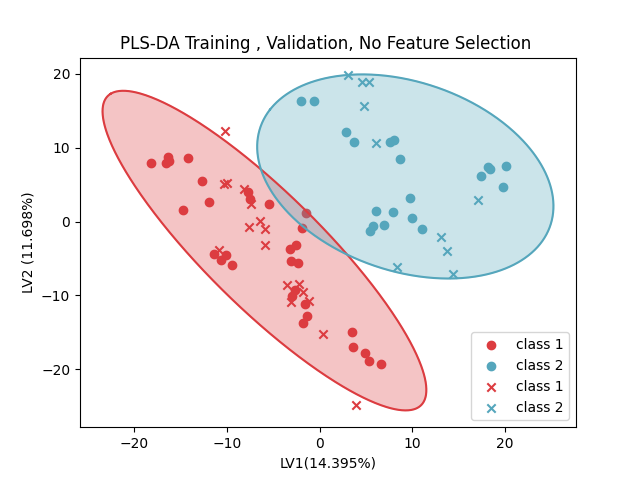 PLS-DA Training , Validation, No Feature Selection
20
10
0
−10
−20
LV2 (11.698%)
−20
−10
0
10
20
LV1(14.395%)
class 1
class 2
class 1
class 2